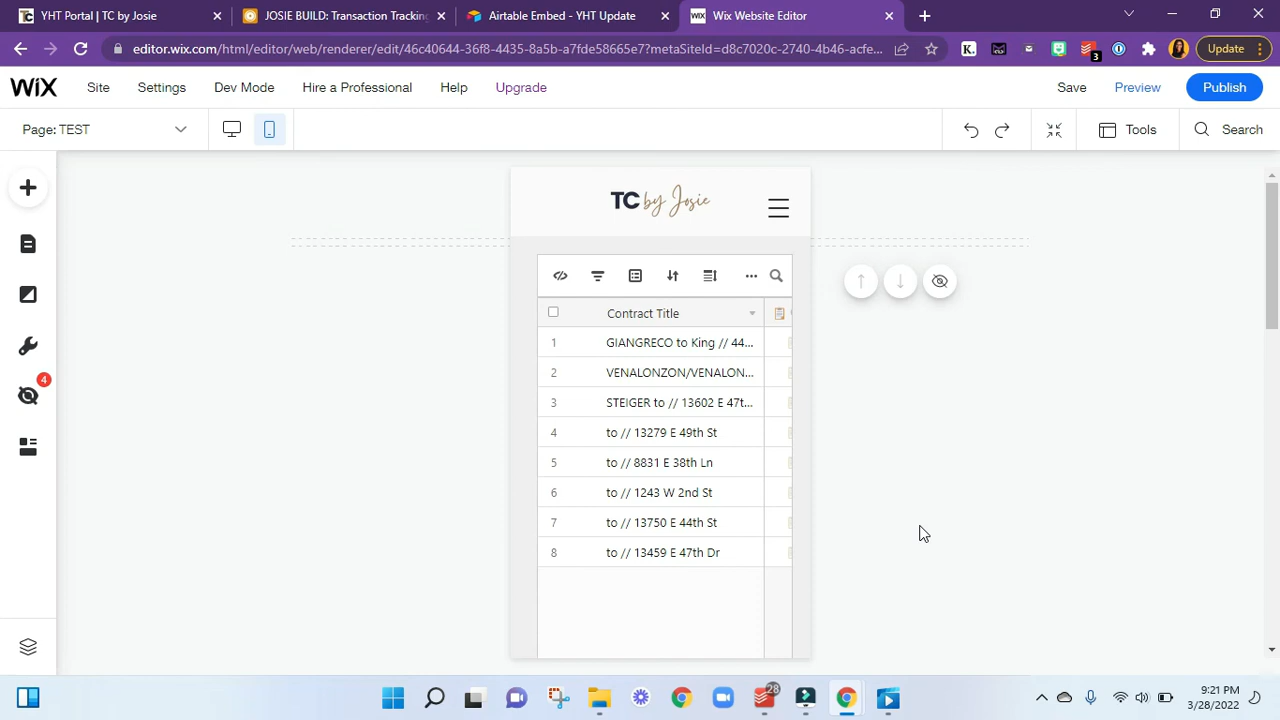 YHT Portal | TC by Josie
JOSIE BUILD: Transaction Tracking
Airtable Embed - YHT Update
WIX Wix Website Editor
editor.wix.com/html/editor/web/renderer/edit/46c40644-36f8-4435-8a5b-a7fde58665e7?metaSiteId=d8c7020c-2740-4b46-acfe...
K.
3
Update
WIX
Site
Settings
Dev Mode
Hire a Professional
Help
Upgrade
Save
Preview
Publish
Page: TEST
Tools
Search
TC by Josie
Contract Title
1 GIANGRECO to King // 44...
2 VENALONZON/VENALON...
3 STEIGER to // 13602 E 47t...
4 to // 13279 E 49th St
5 to // 8831 E 38th Ln
6 to // 1243 W 2nd St
7 to // 13750 E 44th St
8 to // 13459 E 47th Dr
4
28
9:21 PM
3/28/2022